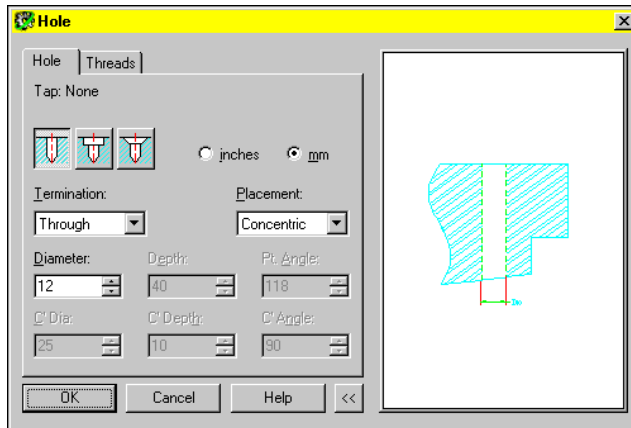 Hole
Hole Threads
Tap: None
inches mm
Termination: Placement:
Through Concentric
Diameter: Depth: Pt. Angle:
12 40 118
C' Dia: C' Depth: C' Angle:
25 10 90
OK Cancel Help <<